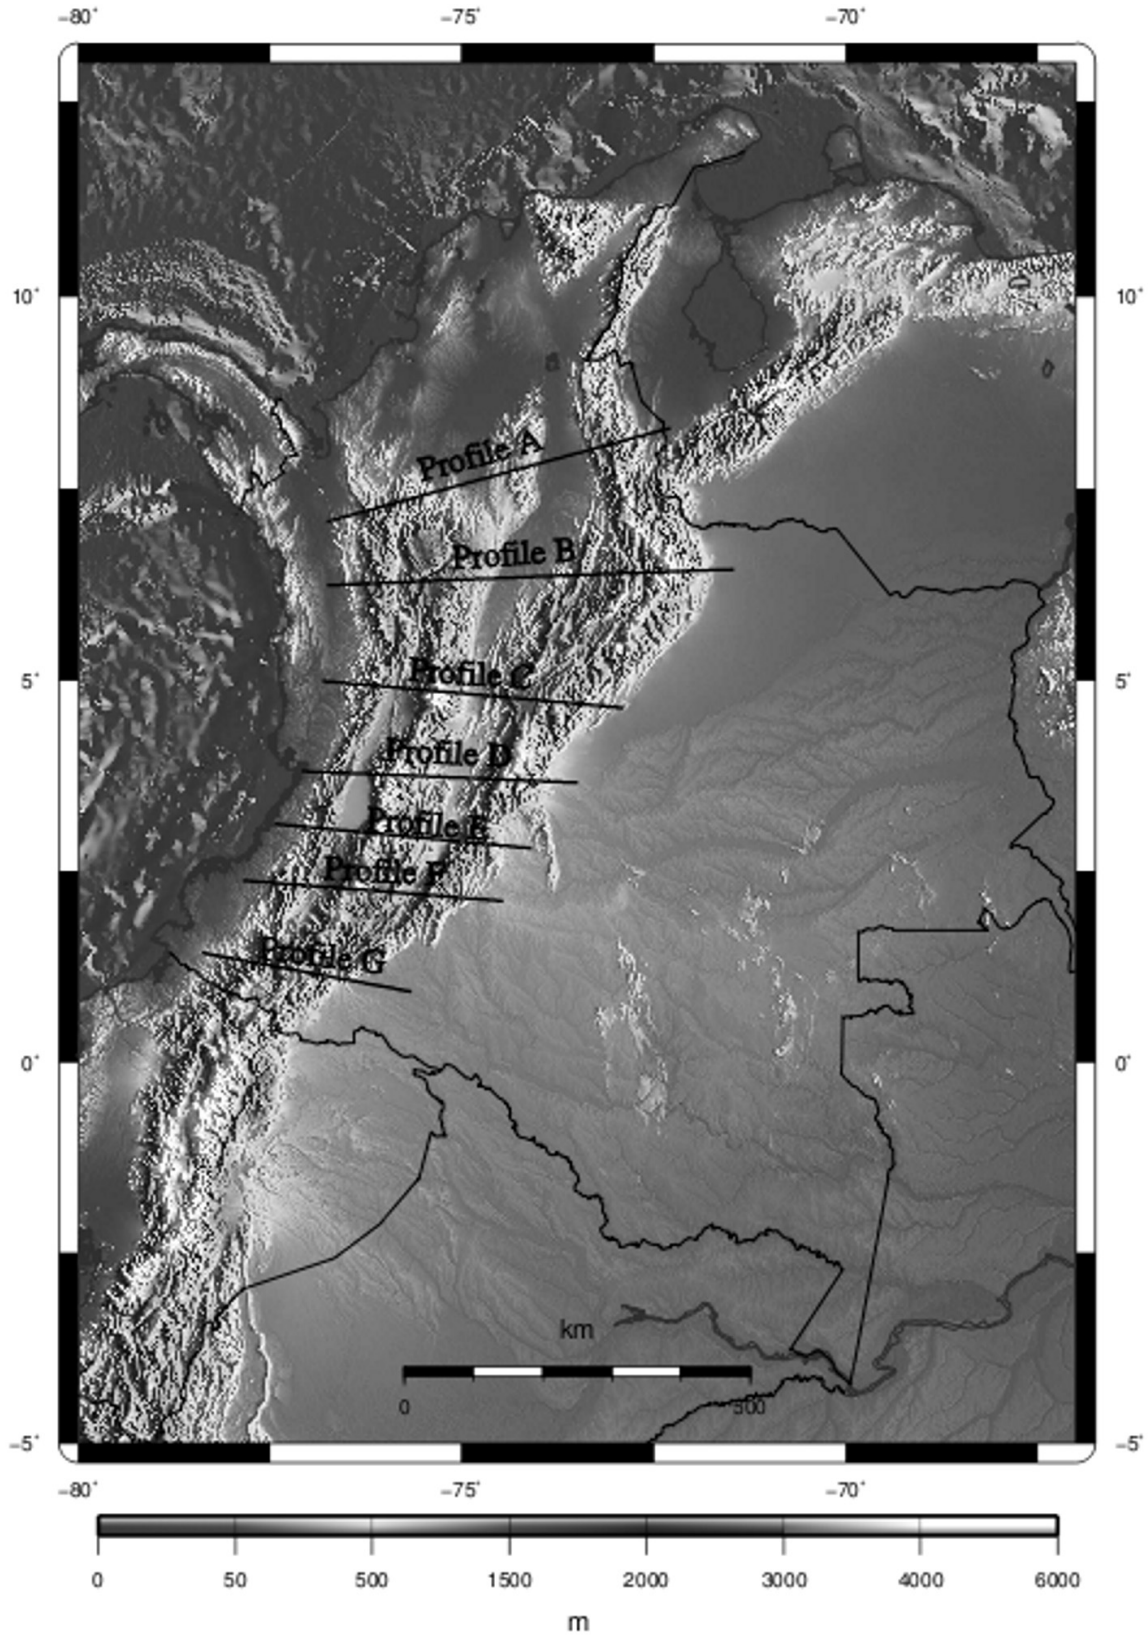 -80° -75° -70°
10° 10°
Profile A
Profile B
5° Profile C 5°
Profile D
Profile E
Profile F
Profile G
0° 0°
km
0 500
-5° -5°
-80° -75° -70°
0 50 500 1500 2000 3000 4000 6000
m